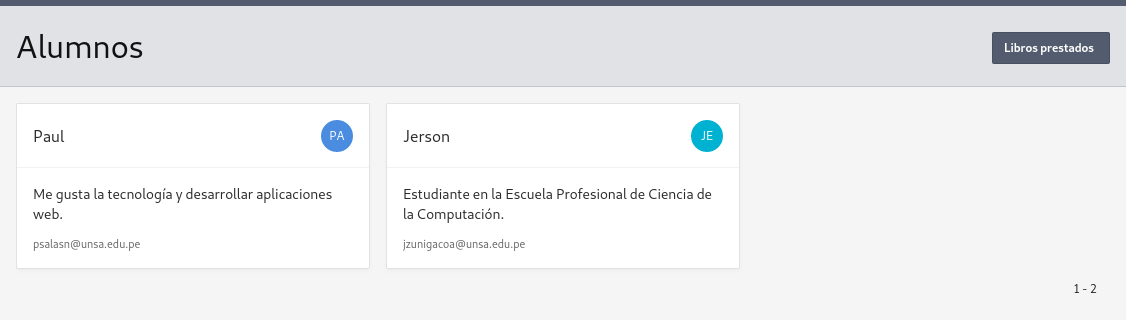 Alumnos
Libros prestados
Paul
PA
Me gusta la tecnología y desarrollar aplicaciones
web.
psalasn@unsa.edu.pe
Jerson
JE
Estudiante en la Escuela Profesional de Ciencia de
la Computación.
jzunigacoa@unsa.edu.pe
1 - 2